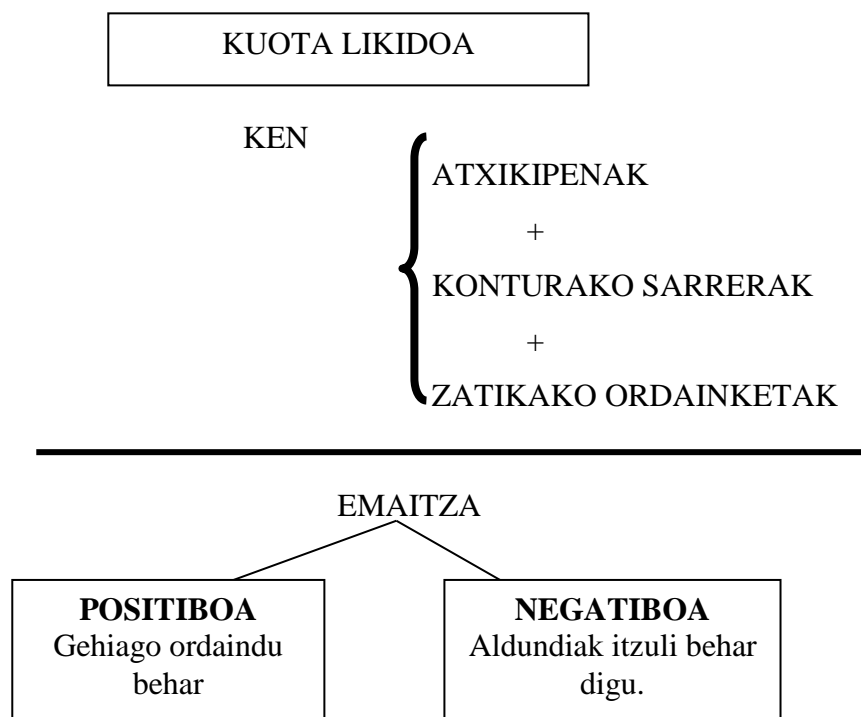 KUOTA LIKIDOA
KEN
ATXIKIPENAK
+
KONTURAKO SARRERAK
+
ZATIKAKO ORDAINKETAK
EMAITZA
POSITIBOA
Gehiago ordaindu
behar
NEGATIBOA
Aldundiak itzuli behar
digu.